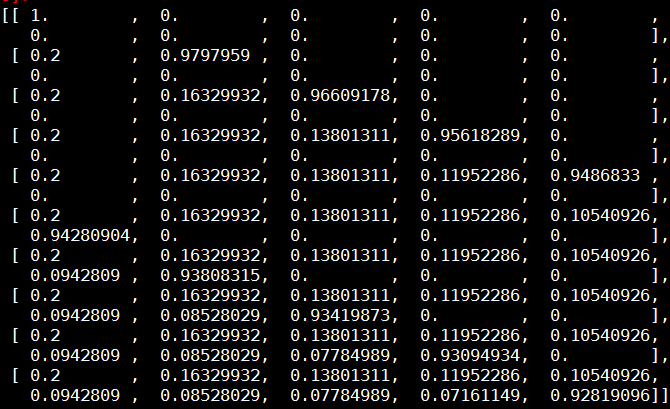 [[ 1.        ,  0.        ,  0.        ,  0.        ,  0.        ,
   0.        ,  0.        ,  0.        ,  0.        ,  0.        ],
 [ 0.2       ,  0.9797959 ,  0.        ,  0.        ,  0.        ,
   0.        ,  0.        ,  0.        ,  0.        ,  0.        ],
 [ 0.2       ,  0.16329932,  0.96609178,  0.        ,  0.        ,
   0.        ,  0.        ,  0.        ,  0.        ,  0.        ],
 [ 0.2       ,  0.16329932,  0.13801311,  0.95618289,  0.        ,
   0.        ,  0.        ,  0.        ,  0.        ,  0.        ],
 [ 0.2       ,  0.16329932,  0.13801311,  0.11952286,  0.9486833 ,
   0.        ,  0.        ,  0.        ,  0.        ,  0.        ],
 [ 0.2       ,  0.16329932,  0.13801311,  0.11952286,  0.10540926,
   0.94280904,  0.        ,  0.        ,  0.        ,  0.        ],
 [ 0.2       ,  0.16329932,  0.13801311,  0.11952286,  0.10540926,
   0.0942809 ,  0.93808315,  0.        ,  0.        ,  0.        ],
 [ 0.2       ,  0.16329932,  0.13801311,  0.11952286,  0.10540926,
   0.0942809 ,  0.08528029,  0.93419873,  0.        ,  0.        ],
 [ 0.2       ,  0.16329932,  0.13801311,  0.11952286,  0.10540926,
   0.0942809 ,  0.08528029,  0.07784989,  0.93094934,  0.        ],
 [ 0.2       ,  0.16329932,  0.13801311,  0.11952286,  0.10540926,
   0.0942809 ,  0.08528029,  0.07784989,  0.07161149,  0.92819096]]